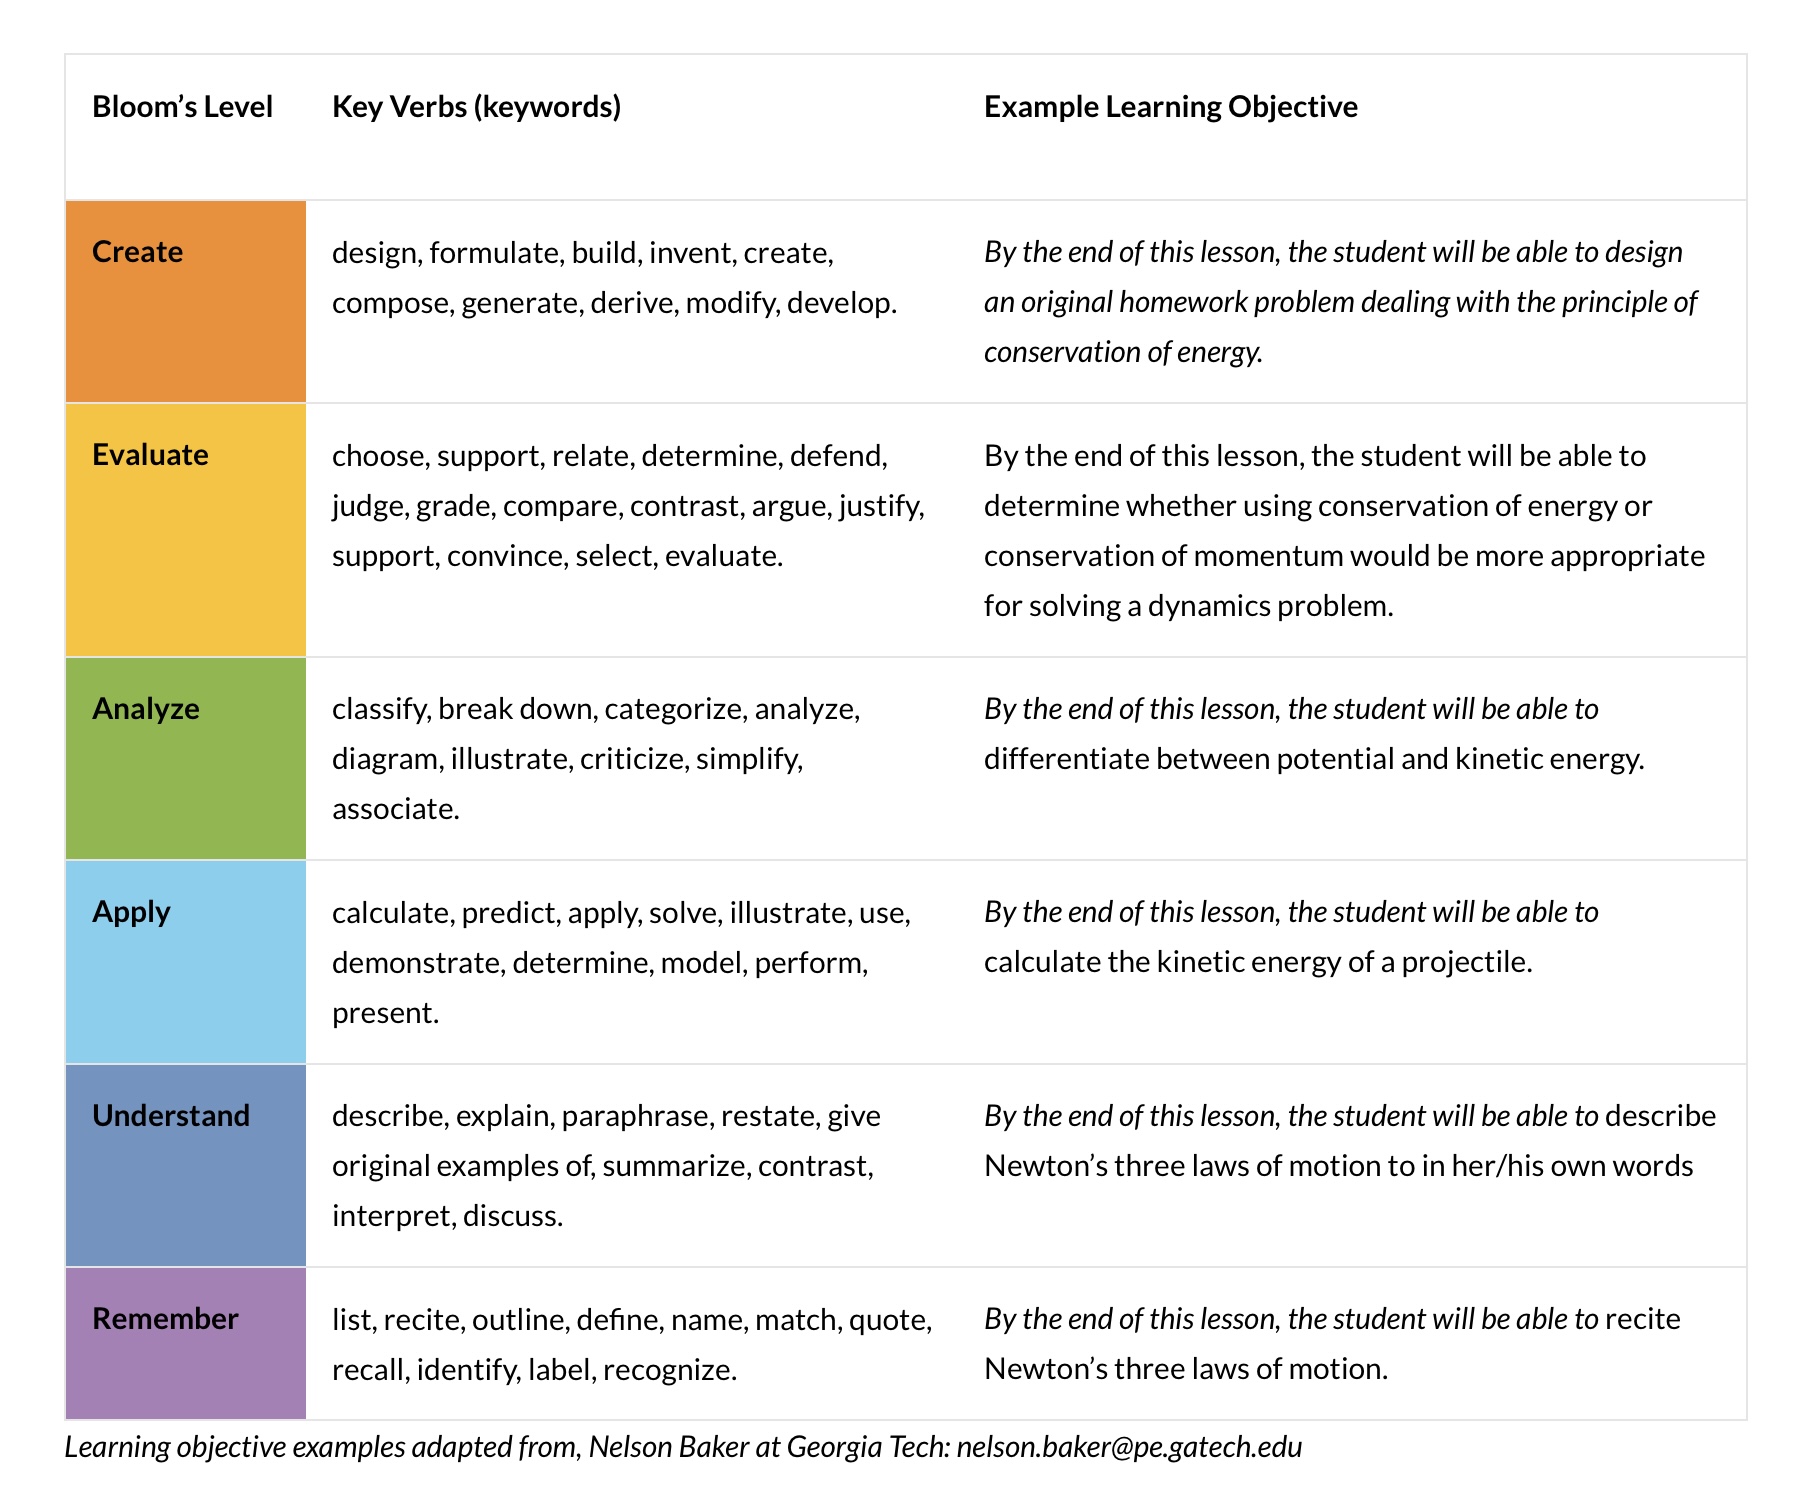 Bloom's Level Key Verbs (keywords) Example Learning Objective
Create
design, formulate, build, invent, create,
compose, generate, derive, modify, develop.
By the end of this lesson, the student will be able to design
an original homework problem dealing with the principle of
conservation of energy.
Evaluate
choose, support, relate, determine, defend,
judge, grade, compare, contrast, argue, justify,
support, convince, select, evaluate.
By the end of this lesson, the student will be able to
determine whether using conservation of energy or
conservation of momentum would be more appropriate
for solving a dynamics problem.
Analyze
classify, break down, categorize, analyze,
diagram, illustrate, criticize, simplify,
associate.
By the end of this lesson, the student will be able to
differentiate between potential and kinetic energy.
Apply
calculate, predict, apply, solve, illustrate, use,
demonstrate, determine, model, perform,
present.
By the end of this lesson, the student will be able to
calculate the kinetic energy of a projectile.
Understand
describe, explain, paraphrase, restate, give
original examples of, summarize, contrast,
interpret, discuss.
By the end of this lesson, the student will be able to describe
Newton's three laws of motion to in her/his own words
Remember
list, recite, outline, define, name, match, quote,
recall, identify, label, recognize.
By the end of this lesson, the student will be able to recite
Newton's three laws of motion.
Learning objective examples adapted from, Nelson Baker at Georgia Tech: nelson.baker@pe.gatech.edu